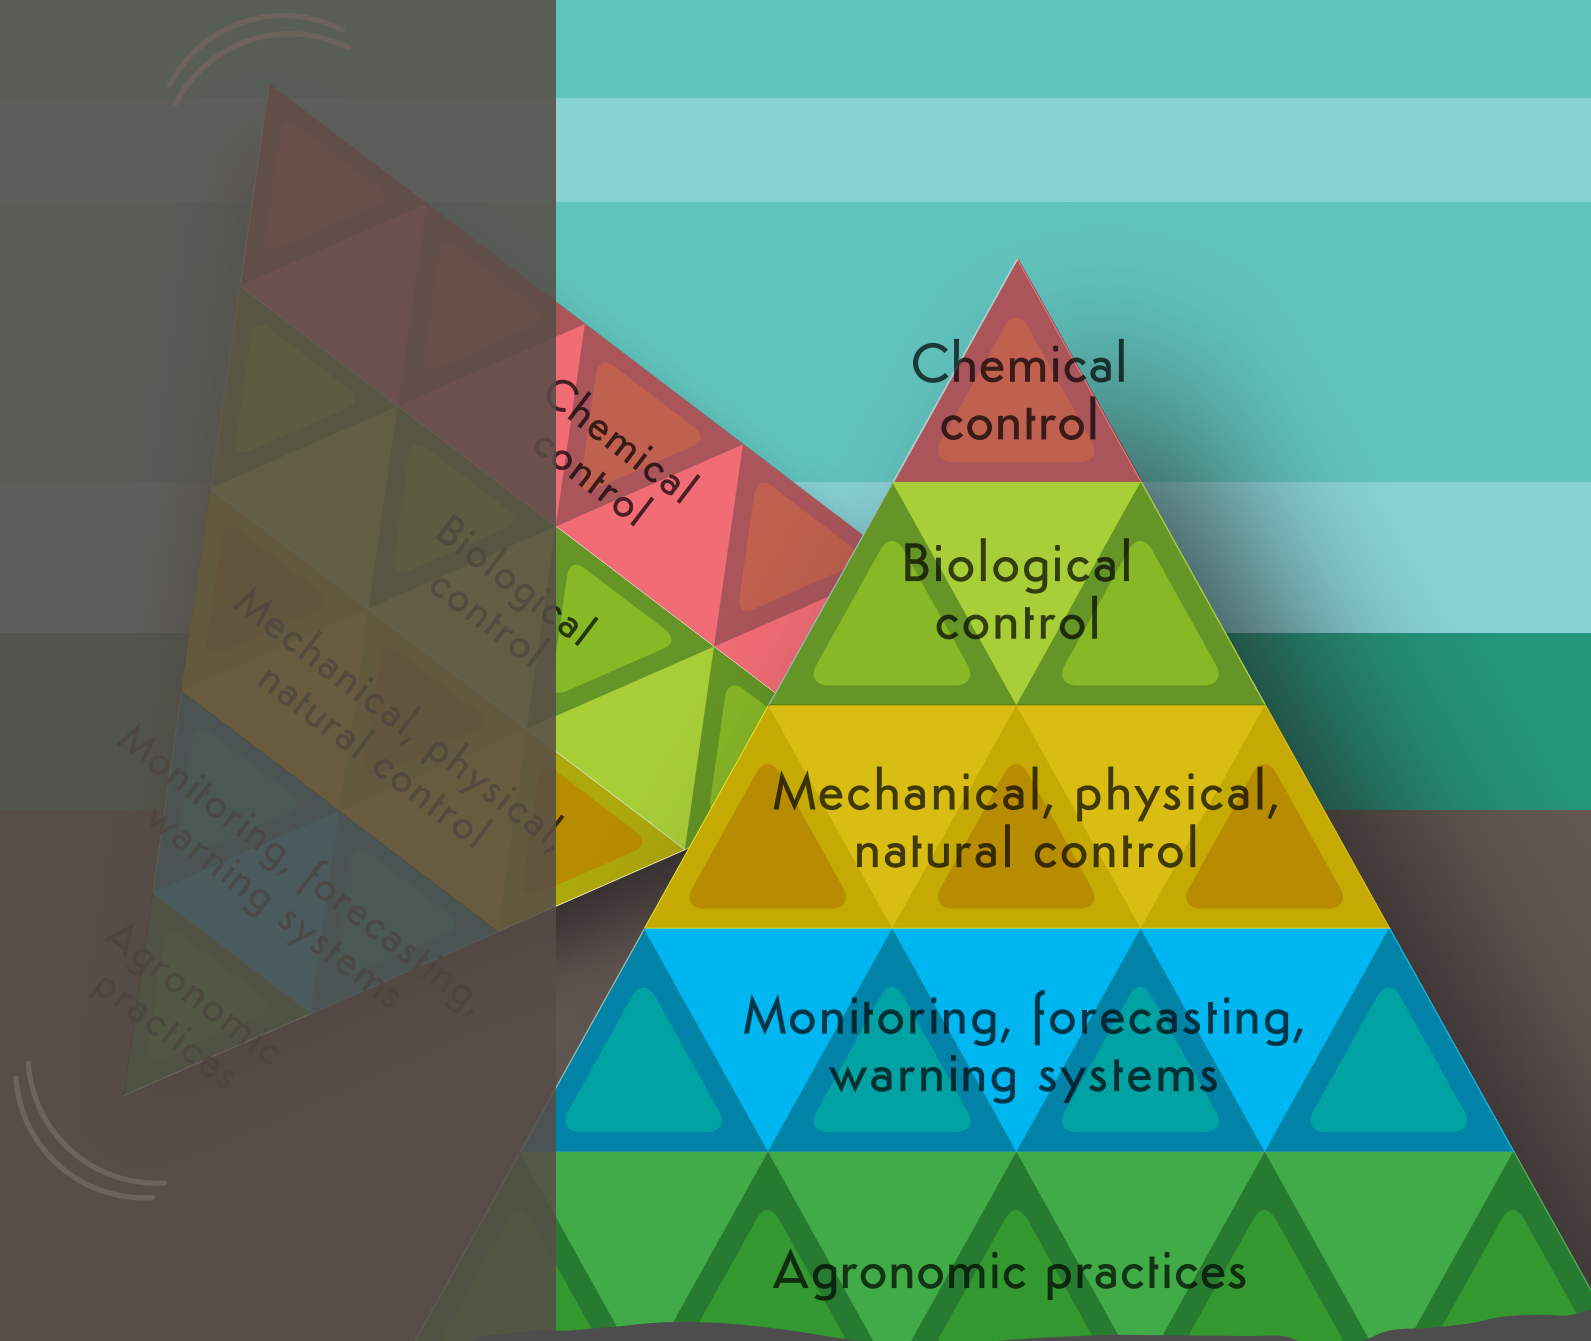 Chemical
control
Biological
control
Mechanical, physical,
natural control
Monitoring, forecasting,
warning systems
Agronomic
practices
Chemical
control
Biological
control
Mechanical, physical,
natural control
Monitoring, forecasting,
warning systems
Agronomic practices